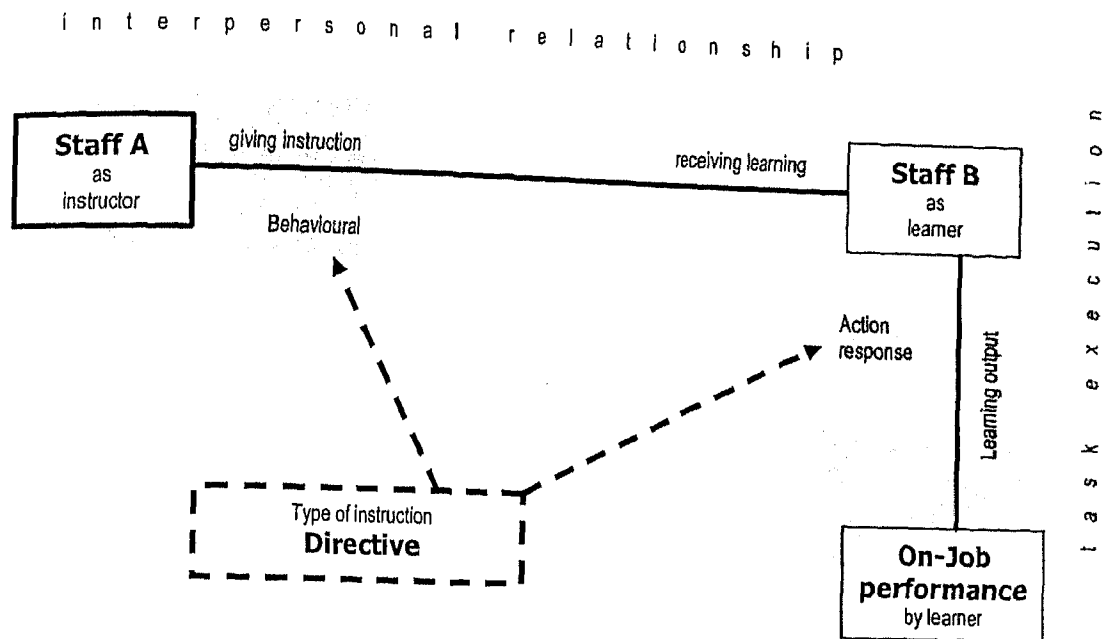 interpersonal relationship
Staff A
as
instructor
giving instruction
receiving learning
Staff B
as
learner
Behavioural
Action
response
Learning output
task execution
Type of instruction
Directive
On-Job
performance
by learner